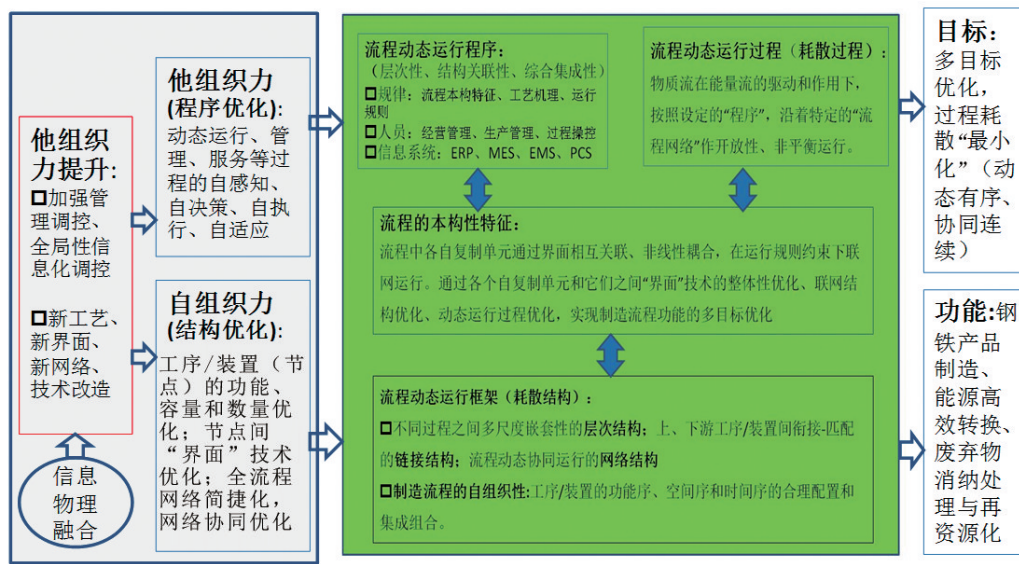 他组织
力提升:
☐加强管
理调控、
全局性信
息化调控
☐新工艺、
新界面、
新网络、
技术改造
信息
物理
融合
他组织力
(程序优化):
动态运行、管
理、服务等过
程的自感知、
自决策、自执
行、自适应
自组织力
(结构优化):
工序/装置（节
点）的功能、
容量和数量优
化；节点间
“界面”技术
优化；全流程
网络简捷化，
网络协同优化
流程动态运行程序：
（层次性、结构关联性、综合集成性）
☐规律：流程本构特征、工艺机理、运行
规则
☐人员：经营管理、生产管理、过程操控
☐信息系统：ERP、MES、EMS、PCS
流程动态运行过程（耗散过程）：
物质流在能量流的驱动和作用下，
按照设定的“程序”，沿着特定的“流
程网络”作开放性、非平衡运行。
流程的本构性特征：
流程中各自复制单元通过界面相互关联、非线性耦合，在运行规则约束下联
网运行。通过各个自复制单元和它们之间“界面”技术的整体性优化、联网结
构优化、动态运行过程优化，实现制造流程功能的多目标优化
流程动态运行框架（耗散结构）：
☐不同过程之间多尺度嵌套性的层次结构；上、下游工序/装置间衔接-匹配
的链接结构；流程动态协同运行的网络结构
☐制造流程的自组织性:工序/装置的功能序、空间序和时间序的合理配置和
集成组合。
目标：
多目标
优化，
过程耗
散“最小
化”（动
态有序、
协同连
续）
功能:钢
铁产品
制造、
能源高
效转换、
废弃物
消纳处
理与再
资源化